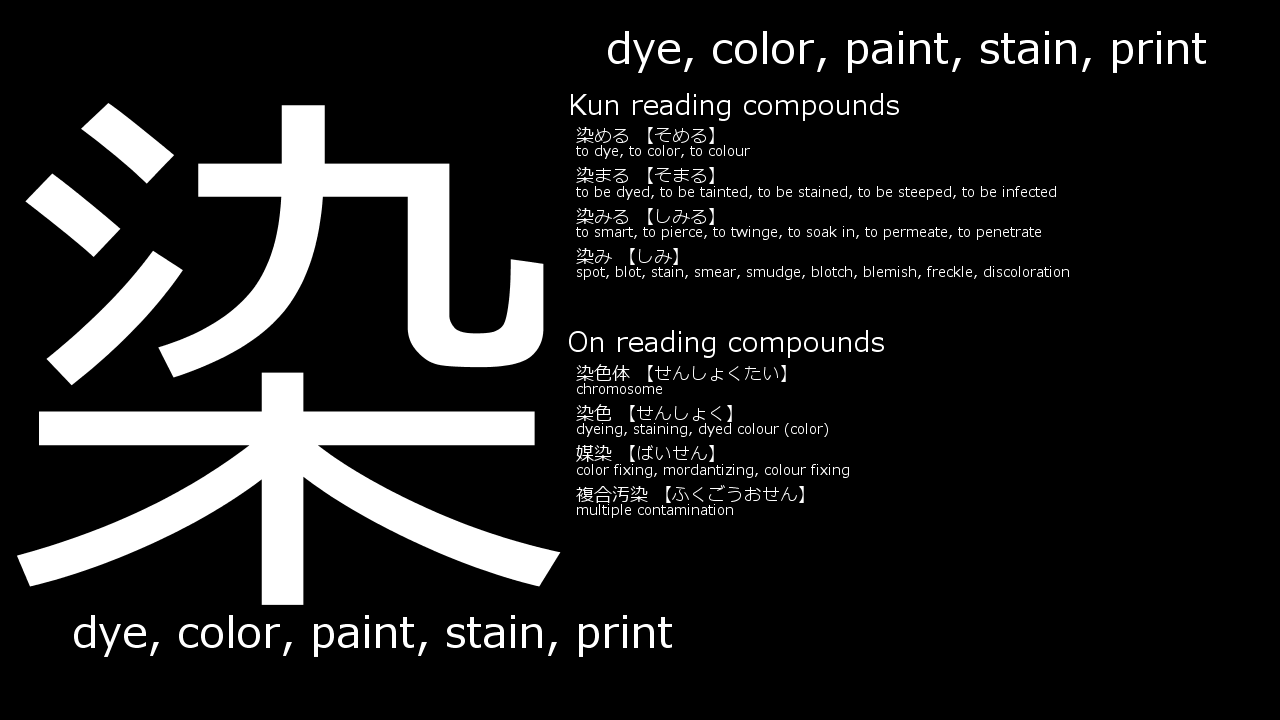 dye, color, paint, stain, print
染
Kun reading compounds
染める 【そめる】
to dye, to color, to colour
染まる 【そまる】
to be dyed, to be tainted, to be stained, to be steeped, to be infected
染みる 【しみる】
to smart, to pierce, to twinge, to soak in, to permeate, to penetrate
染み 【しみ】
spot, blot, stain, smear, smudge, blotch, blemish, freckle, discoloration
On reading compounds
染色体 【せんしょくたい】
chromosome
染色 【せんしょく】
dyeing, staining, dyed colour (color)
媒染 【ばいせん】
color fixing, mordantizing, colour fixing
複合汚染 【ふくごうおせん】
multiple contamination
dye, color, paint, stain, print